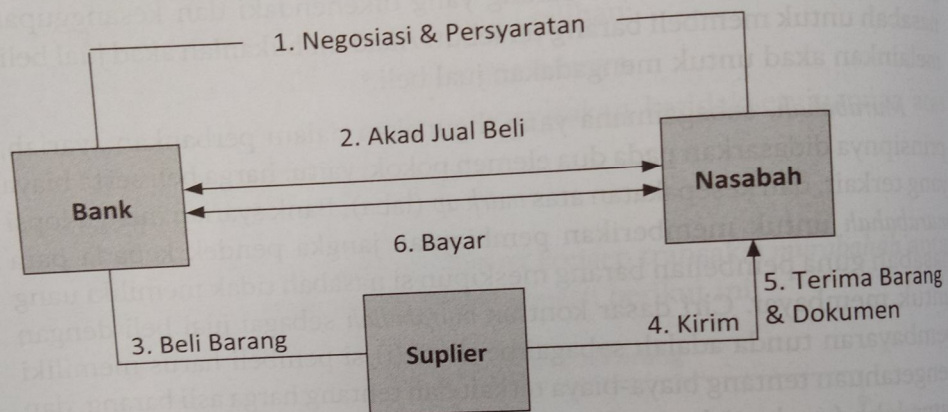 1. Negosiasi & Persyaratan
2. Akad Jual Beli
Bank
Nasabah
6. Bayar
3. Beli Barang
Suplier
4. Kirim
5. Terima Barang
& Dokumen